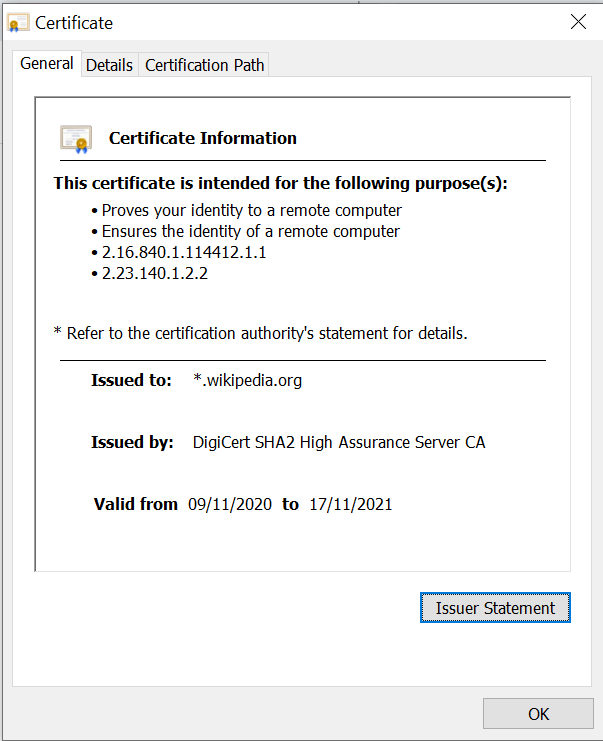 Certificate
General Details Certification Path
Certificate Information
This certificate is intended for the following purpose(s):
• Proves your identity to a remote computer
• Ensures the identity of a remote computer
• 2.16.840.1.114412.1.1
• 2.23.140.1.2.2
* Refer to the certification authority's statement for details.
Issued to: *.wikipedia.org
Issued by: DigiCert SHA2 High Assurance Server CA
Valid from 09/11/2020 to 17/11/2021
Issuer Statement
OK